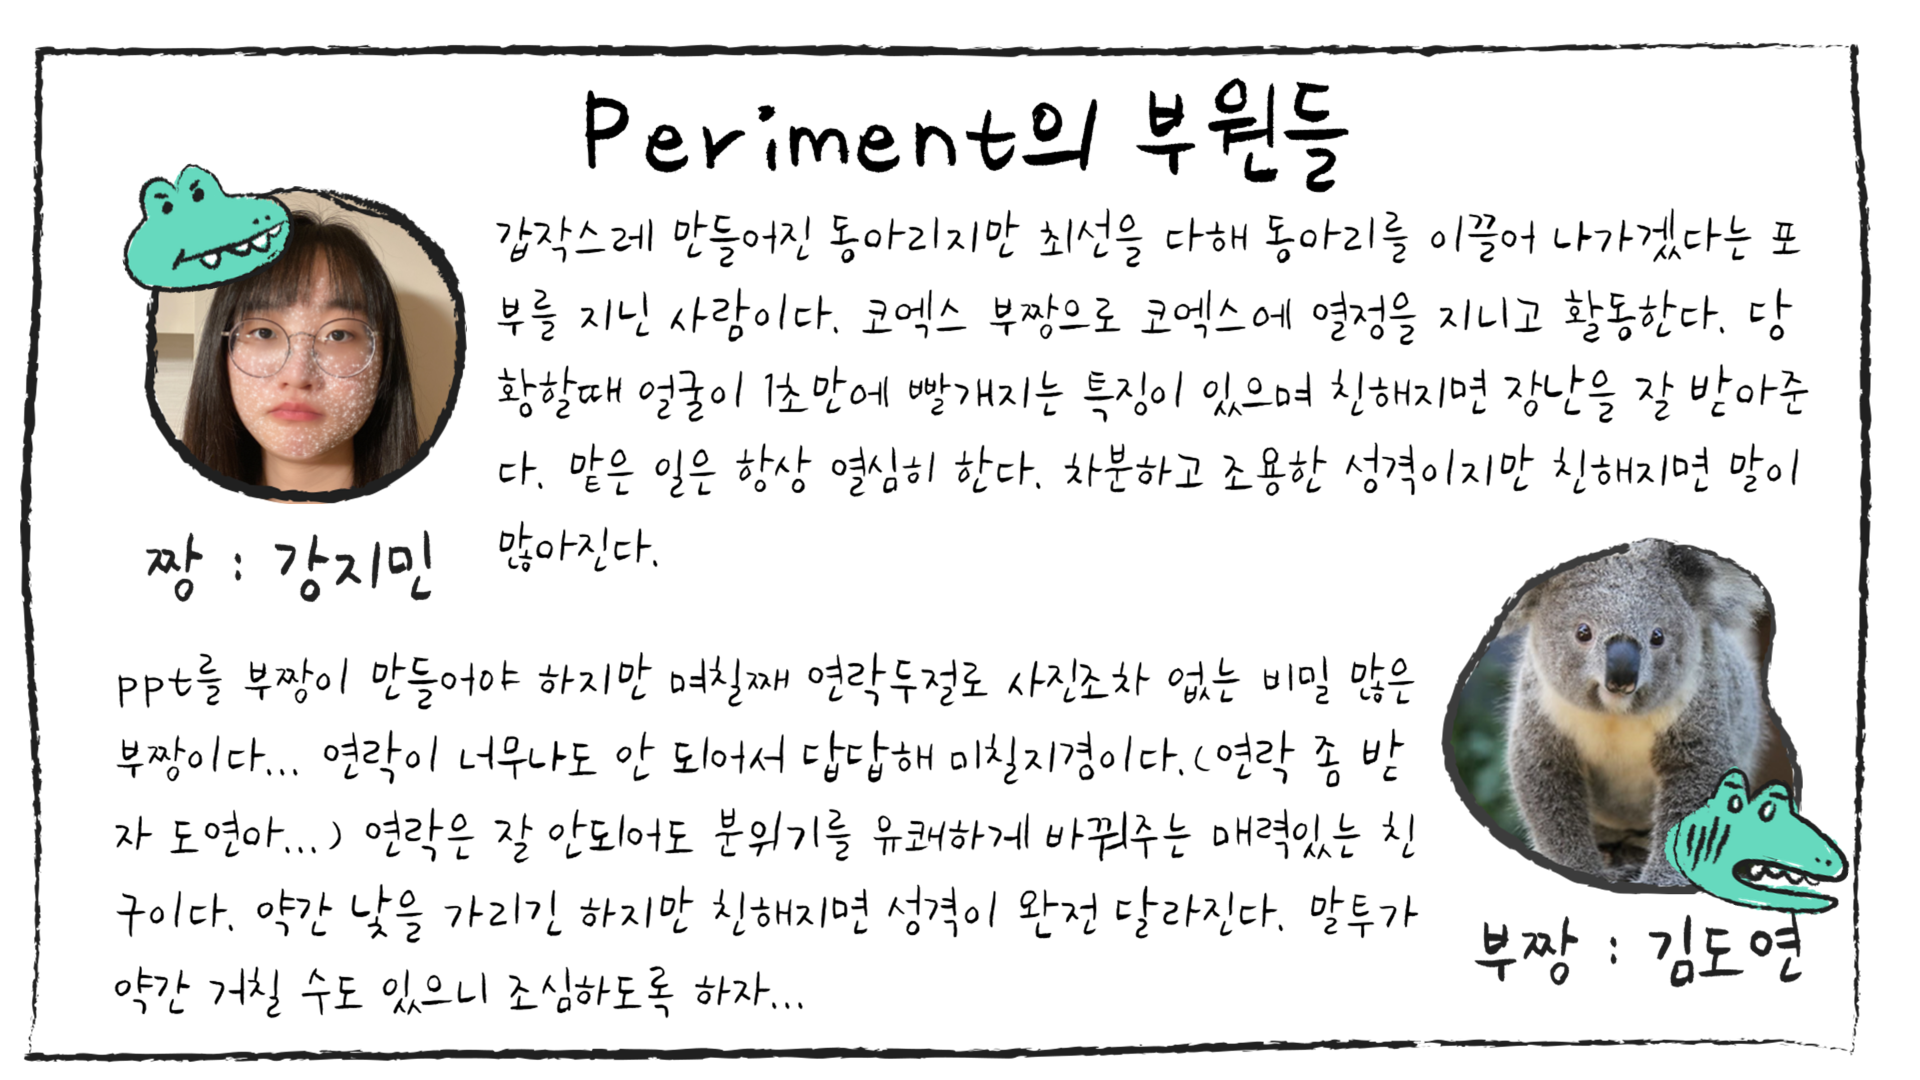 Periment의 부원들
갑작스레 만들어진 동아리지만 최선을 다해 동아리를 이끌어 나가겠다는 포
부를 지닌 사람이다. 코엑스 부짱으로 코엑스에 열정을 지니고 활동한다. 당
황할때 얼굴이 1초만에 빨개지는 특징이 있으며 친해지면 장난을 잘 받아준
다. 맡은 일은 항상 열심히 한다. 차분하고 조용한 성격이지만 친해지면 말이
많아진다.
짱 : 강지민
ppt를 부짱이 만들어야 하지만 며칠째 연락두절로 사진조차 없는 비밀 많은
부짱이다... 연락이 너무나도 안 되어서 답답해 미칠지경이다.(연락 좀 받
자 도연아...) 연락은 잘 안되어도 분위기를 유쾌하게 바꿔주는 매력있는 친
구이다. 약간 낯을 가리긴 하지만 친해지면 성격이 완전 달라진다. 말투가
약간 거칠 수도 있으니 조심하도록 하자...
부짱 : 김도연